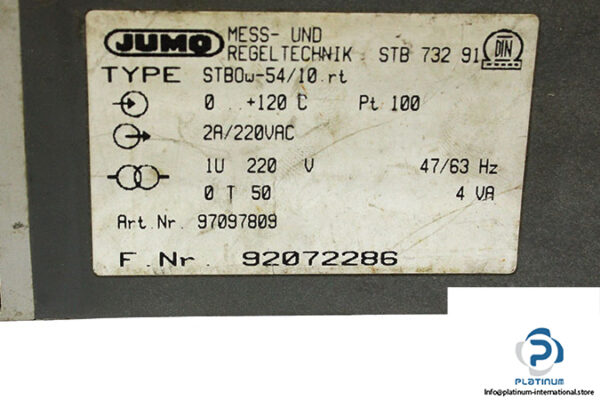 JUMO MESS- UND
REGELTECHNIK STB 732 91 DIN
TYPE STBOw-54/10 rt
0 ..+120 C Pt 100
2A/220VAC
1U 220 V 47/63 Hz
0 T 50 4 VA
Art.Nr. 97097809
F.Nr. 92072286
P
PLATINUM
Info@platinum-international.store